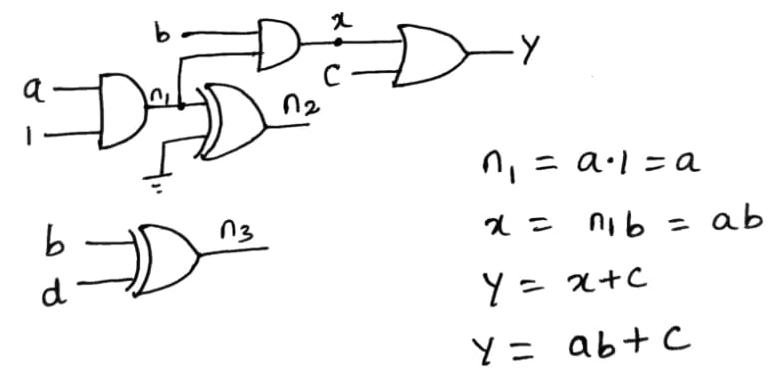 b
x
c
Y
a
n₁
n₂
1
b
n₃
d
n₁ = a·1 = a
x = n₁b = ab
Y = x+c
Y = ab+c